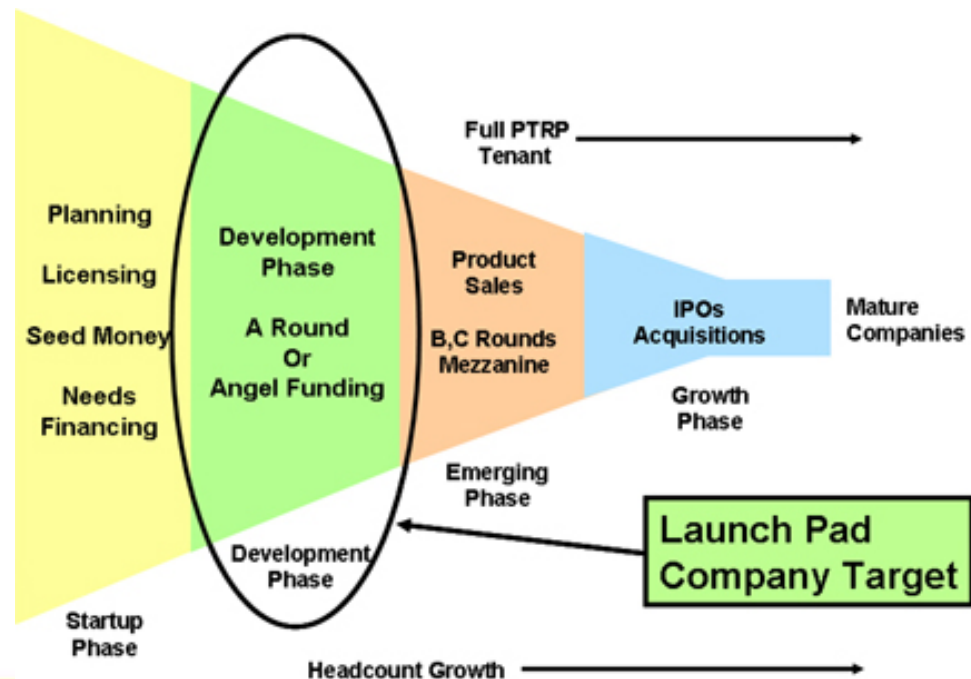 Planning
Licensing
Seed Money
Needs
Financing
Startup
Phase
Development
Phase
A Round
Or
Angel Funding
Development
Phase
Full PTRP
Tenant
Product
Sales
B,C Rounds
Mezzanine
Emerging
Phase
IPOs
Acquisitions
Growth
Phase
Mature
Companies
Launch Pad
Company Target
Headcount Growth